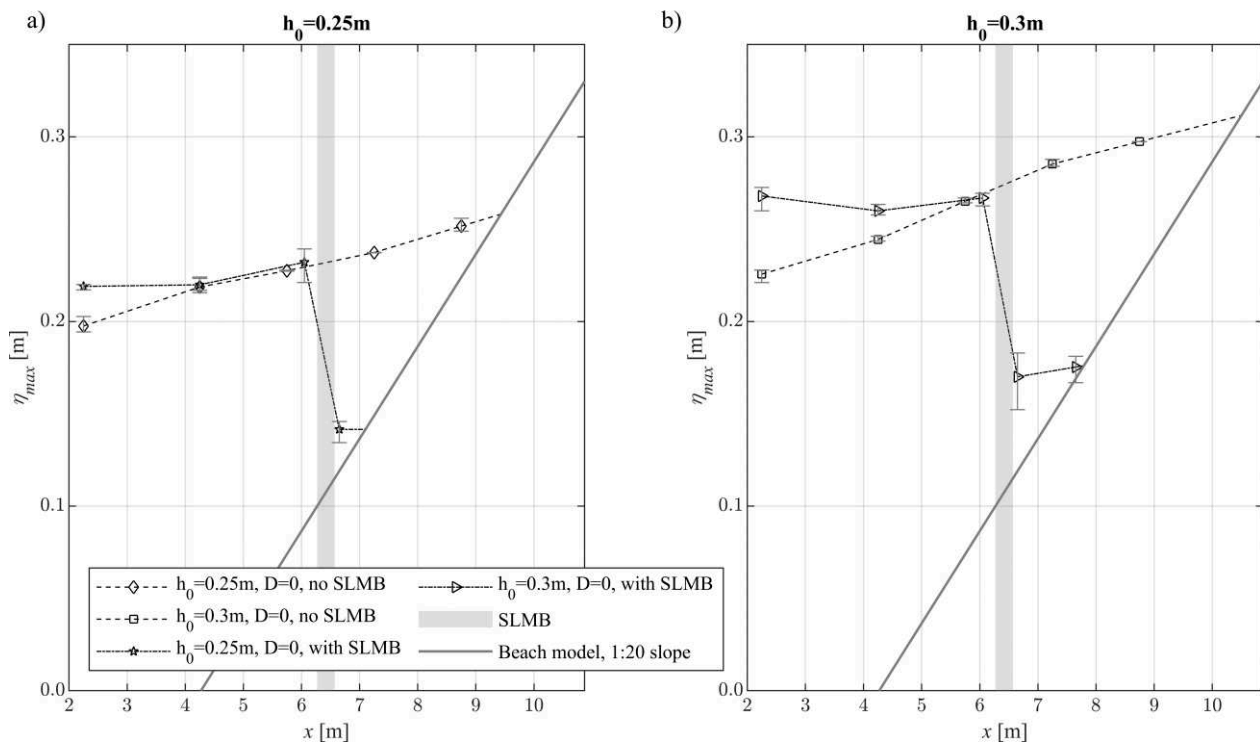 a)
h₀=0.25m
0.3
0.2
0.1
0.0
η_max [m]
2 3 4 5 6 7 8 9 10
x [m]
h₀=0.25m, D=0, no SLMB
h₀=0.3m, D=0, no SLMB
h₀=0.25m, D=0, with SLMB
h₀=0.3m, D=0, with SLMB
SLMB
Beach model, 1:20 slope
b)
h₀=0.3m
0.3
0.2
0.1
0.0
η_max [m]
2 3 4 5 6 7 8 9 10
x [m]